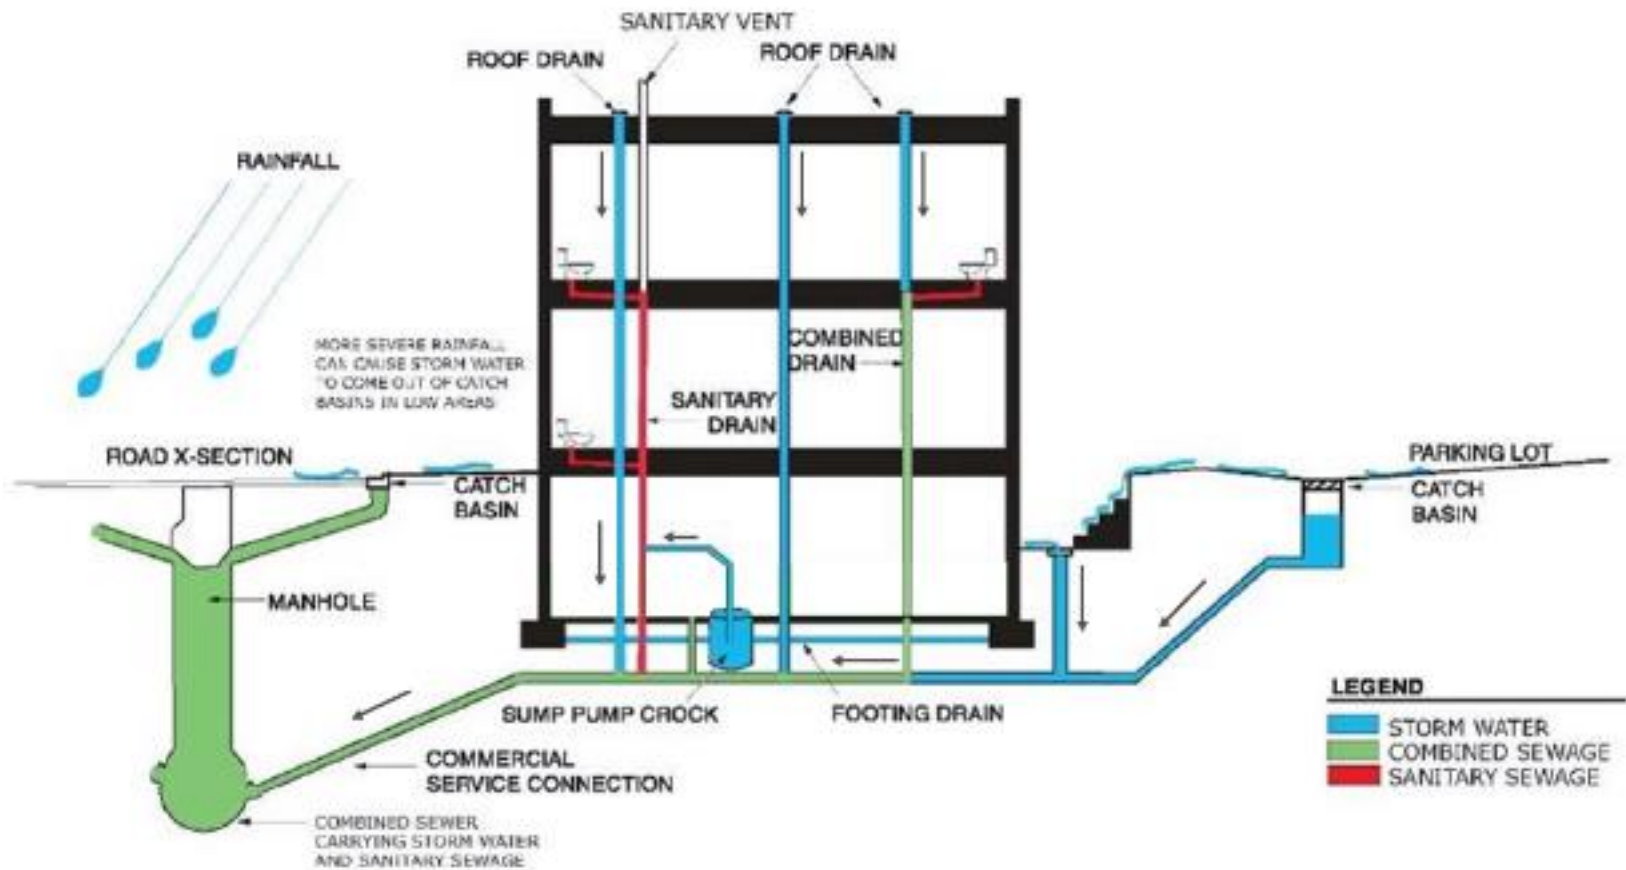 SANITARY VENT
ROOF DRAIN
ROOF DRAIN
RAINFALL
MORE SEVERE RAINFALL
CAN CAUSE STORM WATER
TO COME OUT OF CATCH
BASINS IN LOW AREAS
COMBINED
DRAIN
SANITARY
DRAIN
ROAD X-SECTION
CATCH
BASIN
PARKING LOT
CATCH
BASIN
MANHOLE
SUMP PUMP CROCK
FOOTING DRAIN
COMMERCIAL
SERVICE CONNECTION
COMBINED SEWER
CARRYING STORM WATER
AND SANITARY SEWAGE
LEGEND
STORM WATER
COMBINED SEWAGE
SANITARY SEWAGE